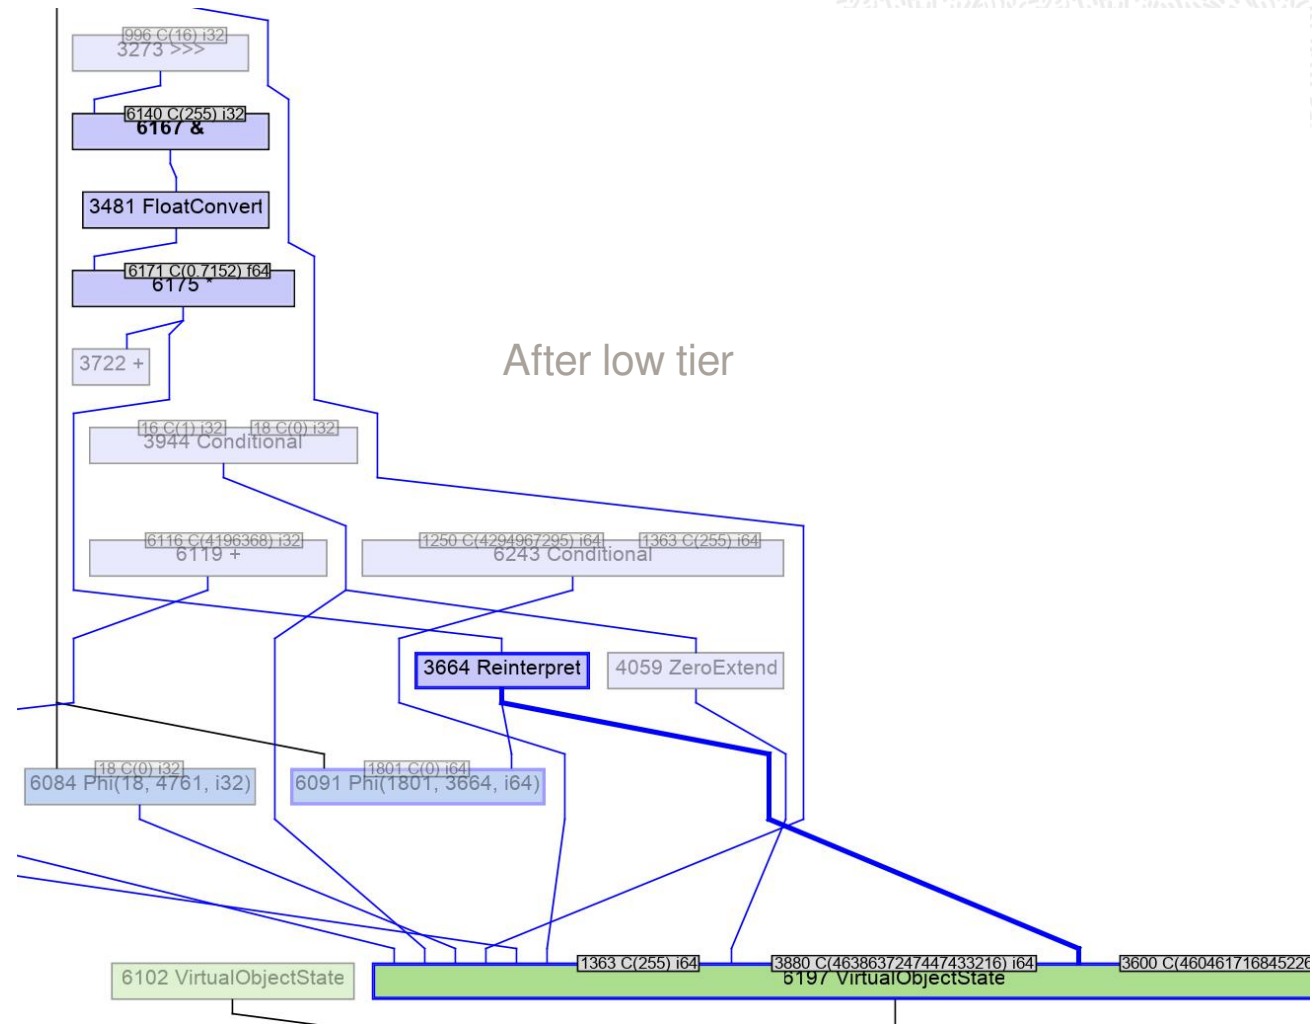 996 C(16) i32
3273 >>>
6140 C(255) i32
6167 &
3481 FloatConvert
6171 C(0.7152) f64
6175 *
3722 +
After low tier
16 C(1) i32 18 C(0) i32
3944 Conditional
6116 C(4196368) i32 1250 C(4294967295) i64 1363 C(255) i64
6119 + 6243 Conditional
3664 Reinterpret 4059 ZeroExtend
18 C(0) i32 1801 C(0) i64
6084 Phi(18, 4761, i32) 6091 Phi(1801, 3664, i64)
1363 C(255) i64 3880 C(4638637247447433216) i64 3600 C(460461716845226
6102 VirtualObjectState 6197 VirtualObjectState